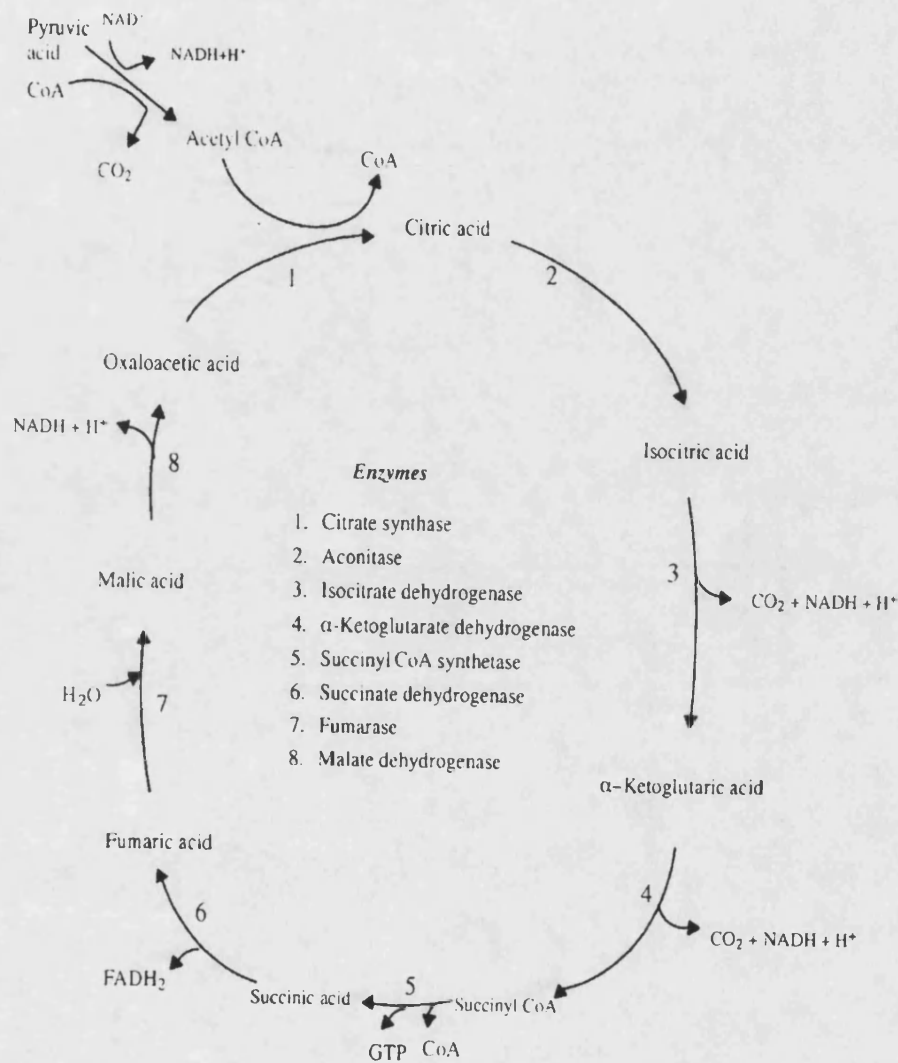 Pyruvic
acid
NAD⁺
NADH+H⁺
CoA
CO₂
Acetyl CoA
CoA
Citric acid
1
2
Oxaloacetic acid
NADH + H⁺
8
Isocitric acid
Enzymes
1. Citrate synthase
2. Aconitase
3. Isocitrate dehydrogenase
4. α-Ketoglutarate dehydrogenase
5. Succinyl CoA synthetase
6. Succinate dehydrogenase
7. Fumarase
8. Malate dehydrogenase
3
CO₂ + NADH + H⁺
Malic acid
H₂O
7
α-Ketoglutaric acid
Fumaric acid
4
CO₂ + NADH + H⁺
6
FADH₂
Succinic acid
5
Succinyl CoA
GTP
CoA